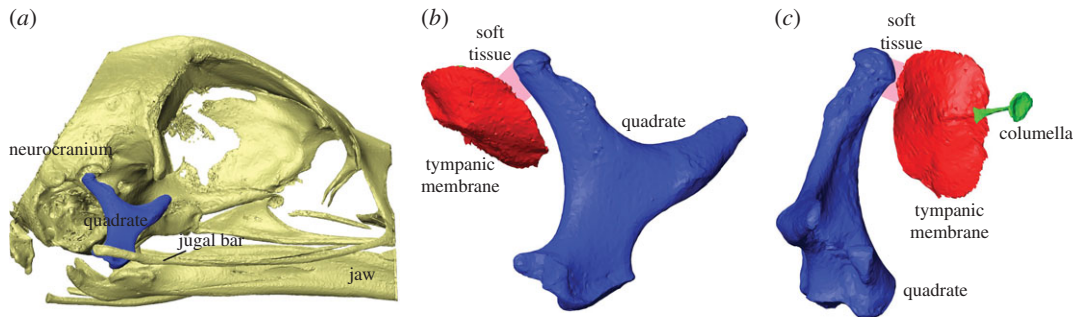 (a)
neurocranium
quadrate
jugal bar
jaw
(b)
soft
tissue
quadrate
tympanic
membrane
(c)
soft
tissue
columella
tympanic
membrane
quadrate